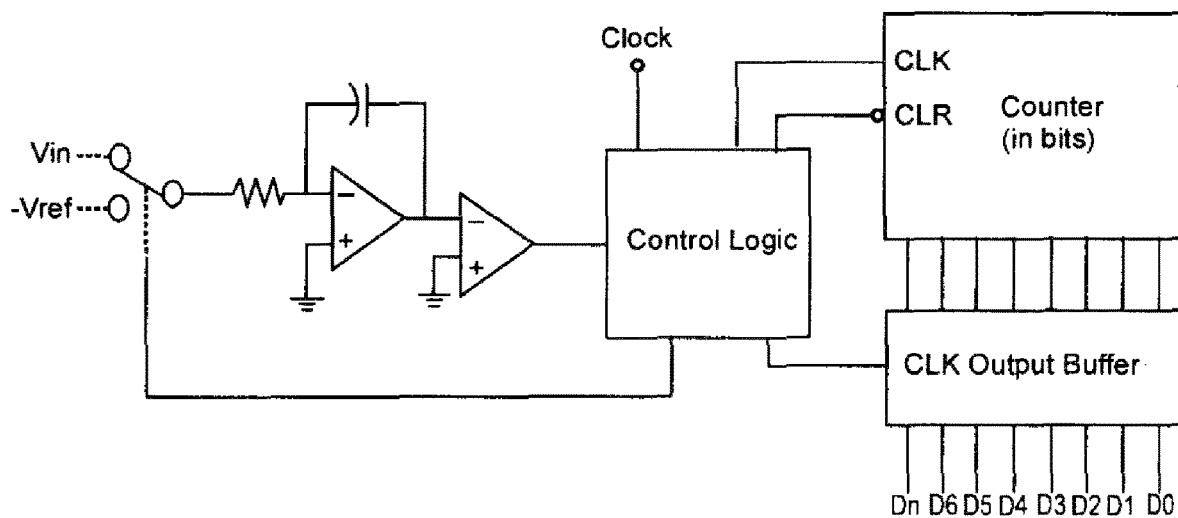 Clock
CLK
CLR
Counter
(in bits)
Vin
-Vref
−
+
−
+
Control Logic
CLK Output Buffer
Dn D6 D5 D4 D3 D2 D1 D0